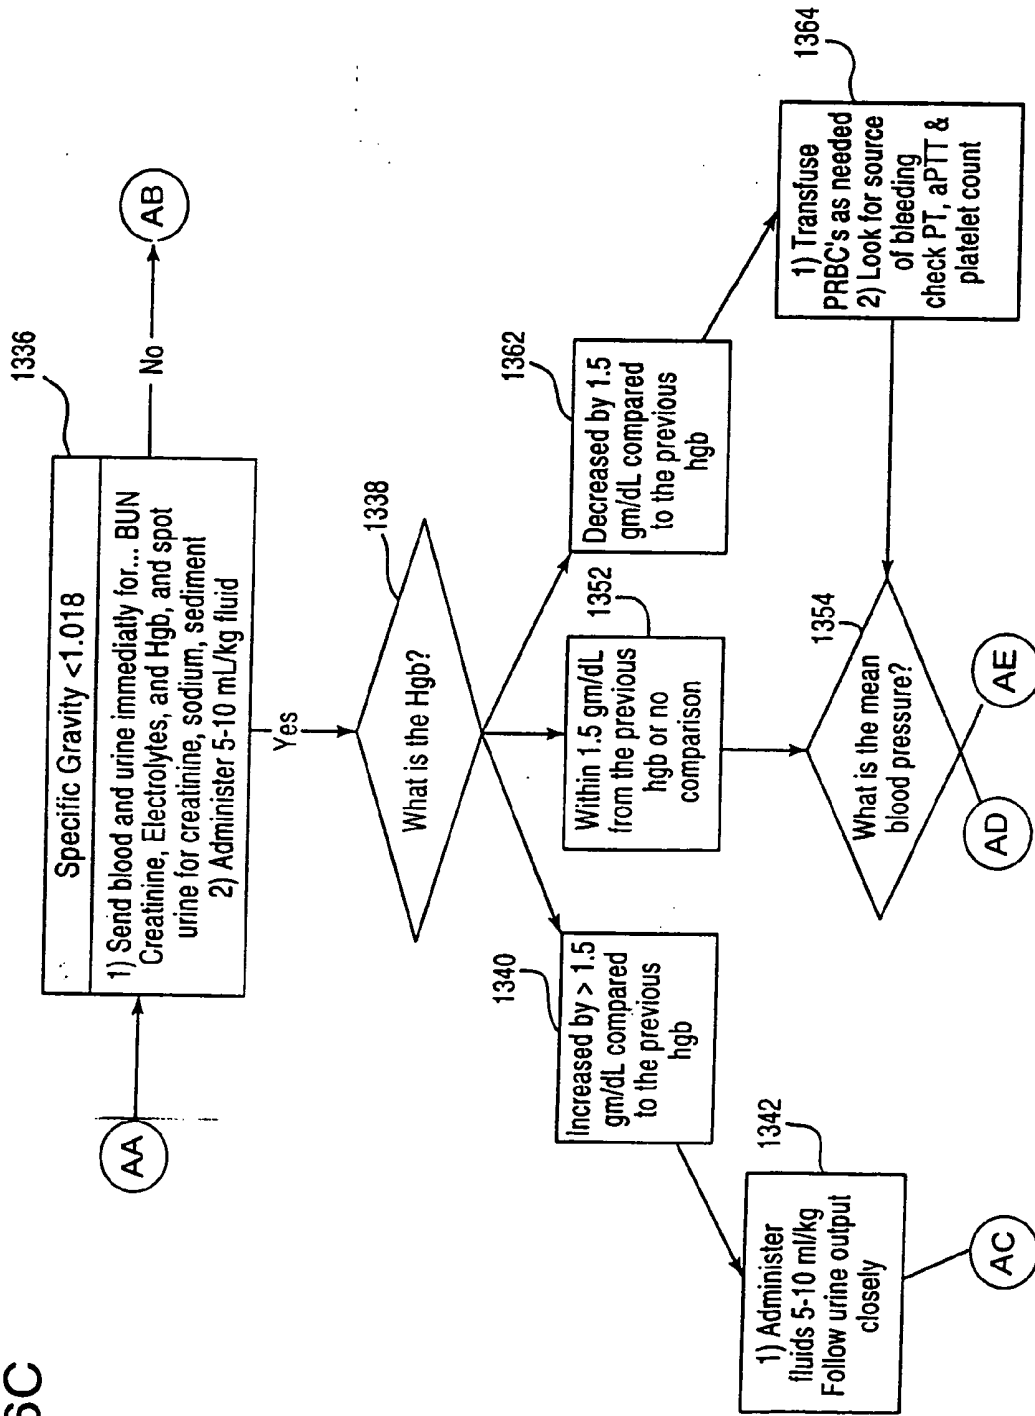 6C
AA
Specific Gravity <1.018
1) Send blood and urine immediatly for... BUN
Creatinine, Electrolytes, and Hgb, and spot
urine for creatinine, sodium, sediment
2) Administer 5-10 mL/kg fluid
1336
No
AB
Yes
What is the Hgb?
1338
1340
Increased by > 1.5
gm/dL compared
to the previous
hgb
1352
Within 1.5 gm/dL
from the previous
hgb or no
comparison
1362
Decreased by 1.5
gm/dL compared
to the previous
hgb
1342
1) Administer
fluids 5-10 ml/kg
Follow urine output
closely
AC
1354
What is the mean
blood pressure?
AD
AE
1364
1) Transfuse
PRBC's as needed
2) Look for source
of bleeding
check PT, aPTT &
platelet count